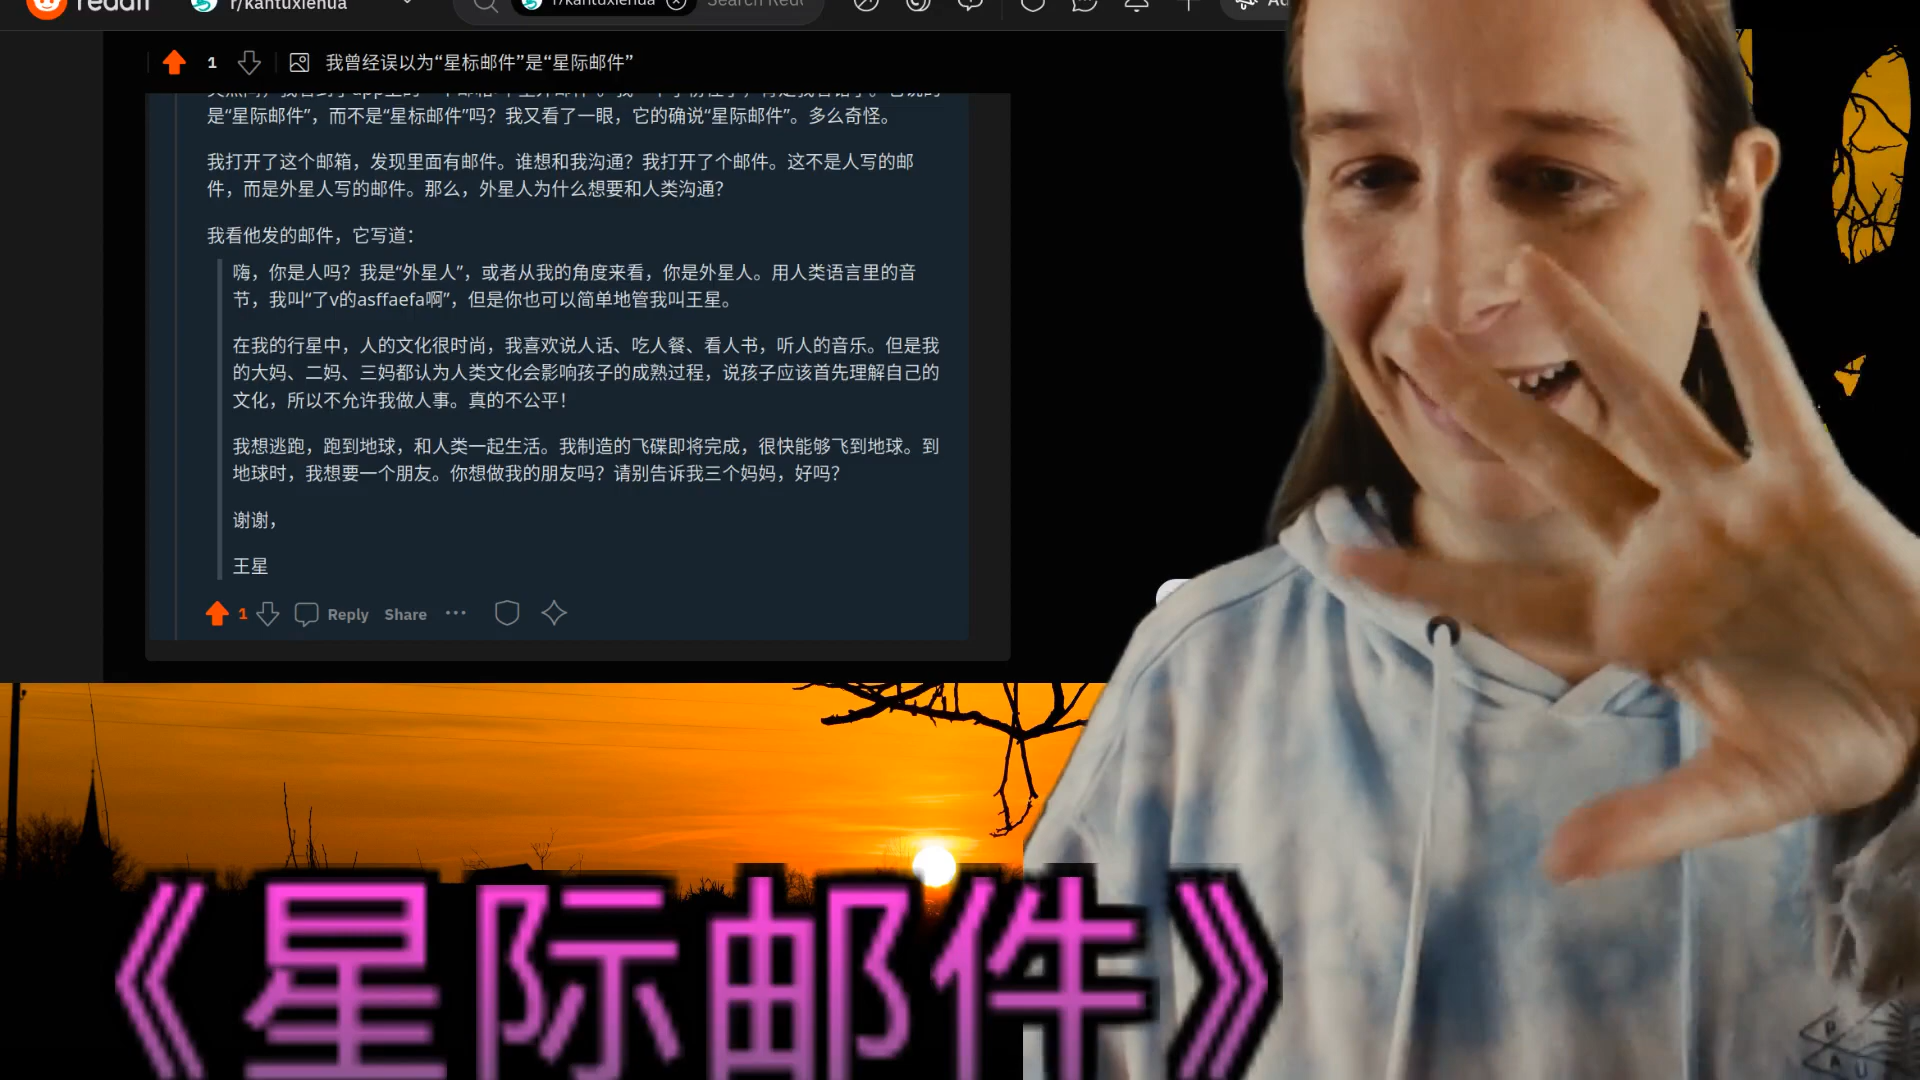 reddit
r/kantuxiehua
r/kantuxiehua
Search Redd
1
我曾经误以为“星标邮件”是“星际邮件”
是“星际邮件”，而不是“星标邮件”吗？我又看了一眼，它的确说“星际邮件”。多么奇怪。
我打开了这个邮箱，发现里面有邮件。谁想和我沟通？我打开了个邮件。这不是人写的邮
件，而是外星人写的邮件。那么，外星人为什么想要和人类沟通？
我看他发的邮件，它写道：
嗨，你是人吗？我是“外星人”，或者从我的角度来看，你是外星人。用人类语言里的音
节，我叫“了v的asffaefa啊”，但是你也可以简单地管我叫王星。
在我的行星中，人的文化很时尚，我喜欢说人话、吃人餐、看人书，听人的音乐。但是我
的大妈、二妈、三妈都认为人类文化会影响孩子的成熟过程，说孩子应该首先理解自己的
文化，所以不允许我做人事。真的不公平！
我想逃跑，跑到地球，和人类一起生活。我制造的飞碟即将完成，很快能够飞到地球。到
地球时，我想要一个朋友。你想做我的朋友吗？请别告诉我三个妈妈，好吗？
谢谢，
王星
1
Reply
Share
《星际邮件》